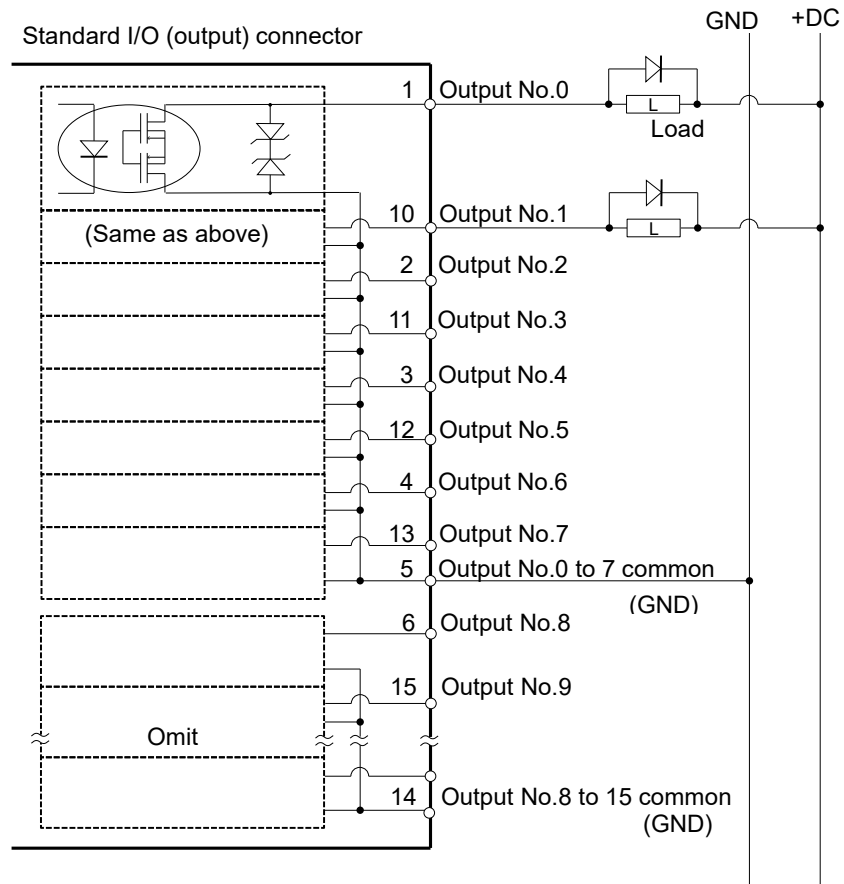 GND +DC
Standard I/O (output) connector
1 Output No.0
L
Load
10 Output No.1
L
(Same as above)
2 Output No.2
11 Output No.3
3 Output No.4
12 Output No.5
4 Output No.6
13 Output No.7
5 Output No.0 to 7 common
(GND)
6 Output No.8
15 Output No.9
Omit
14 Output No.8 to 15 common
(GND)